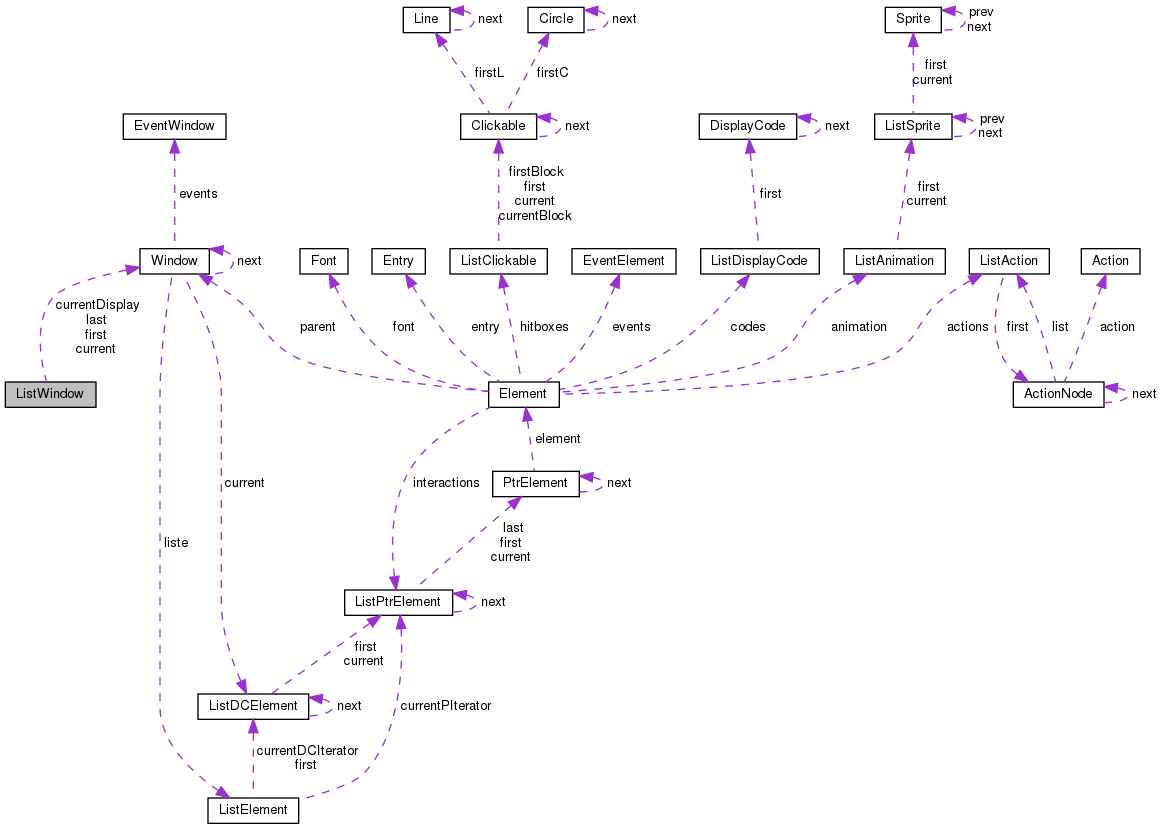 Line
next
Circle
next
Sprite
prev
next
firstL
firstC
first
current
EventWindow
Clickable
next
DisplayCode
next
ListSprite
prev
next
events
firstBlock
first
current
currentBlock
first
first
current
Window
next
Font
Entry
ListClickable
EventElement
ListDisplayCode
ListAnimation
ListAction
Action
currentDisplay
last
first
current
parent
font
entry
hitboxes
events
codes
animation
actions
first
list
action
ListWindow
Element
ActionNode
next
element
current
interactions
PtrElement
next
liste
last
first
current
ListPtrElement
next
first
current
ListDCElement
next
currentPIterator
currentDCIterator
first
ListElement